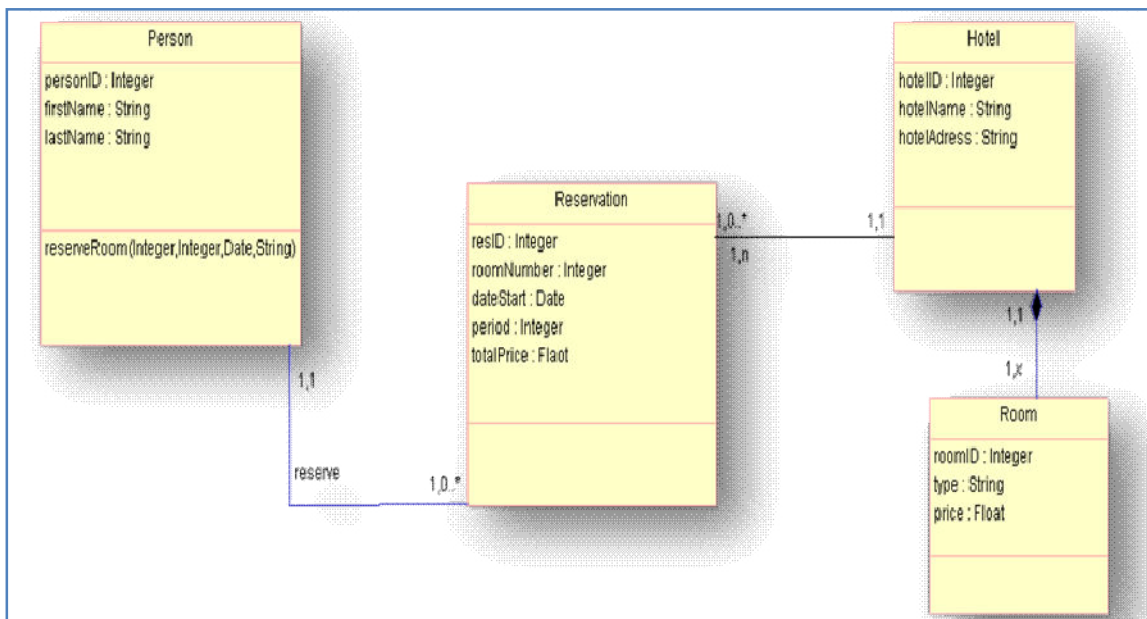 Person
personID : Integer
firstName : String
lastName : String
reserveRoom(Integer,Integer,Date,String)
1,1
reserve
1,0..*
Reservation
resID : Integer
roomNumber : Integer
dateStart : Date
period : Integer
totalPrice : Flaot
1,0..*
1,n
1,1
Hotel
hotelID : Integer
hotelName : String
hotelAdress : String
1,1
1,x
Room
roomID : Integer
type : String
price : Float